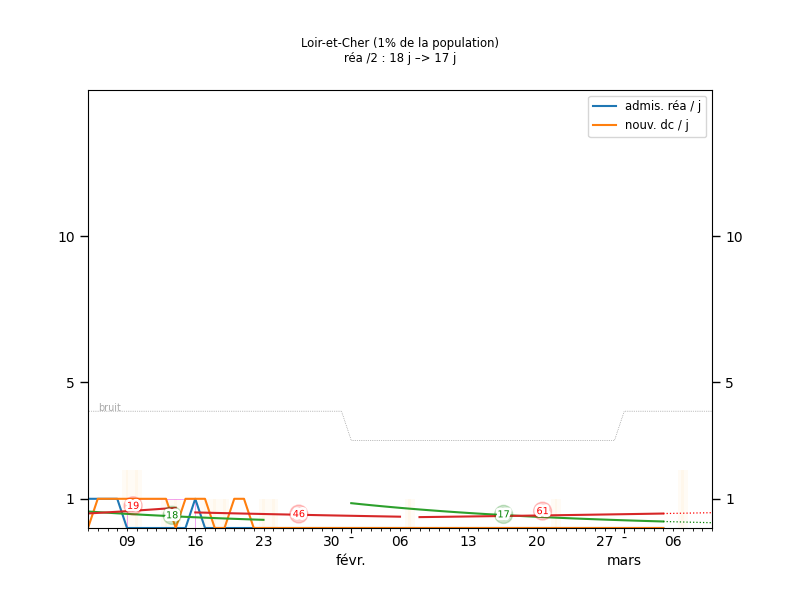 Loir-et-Cher (1% de la population)
réa /2 : 18 j –> 17 j
admis. réa / j
nouv. dc / j
10 10
5 5
bruit
1 1
19 18 46 17 61
09 16 23 30 - 06 13 20 27 - 06
févr. mars